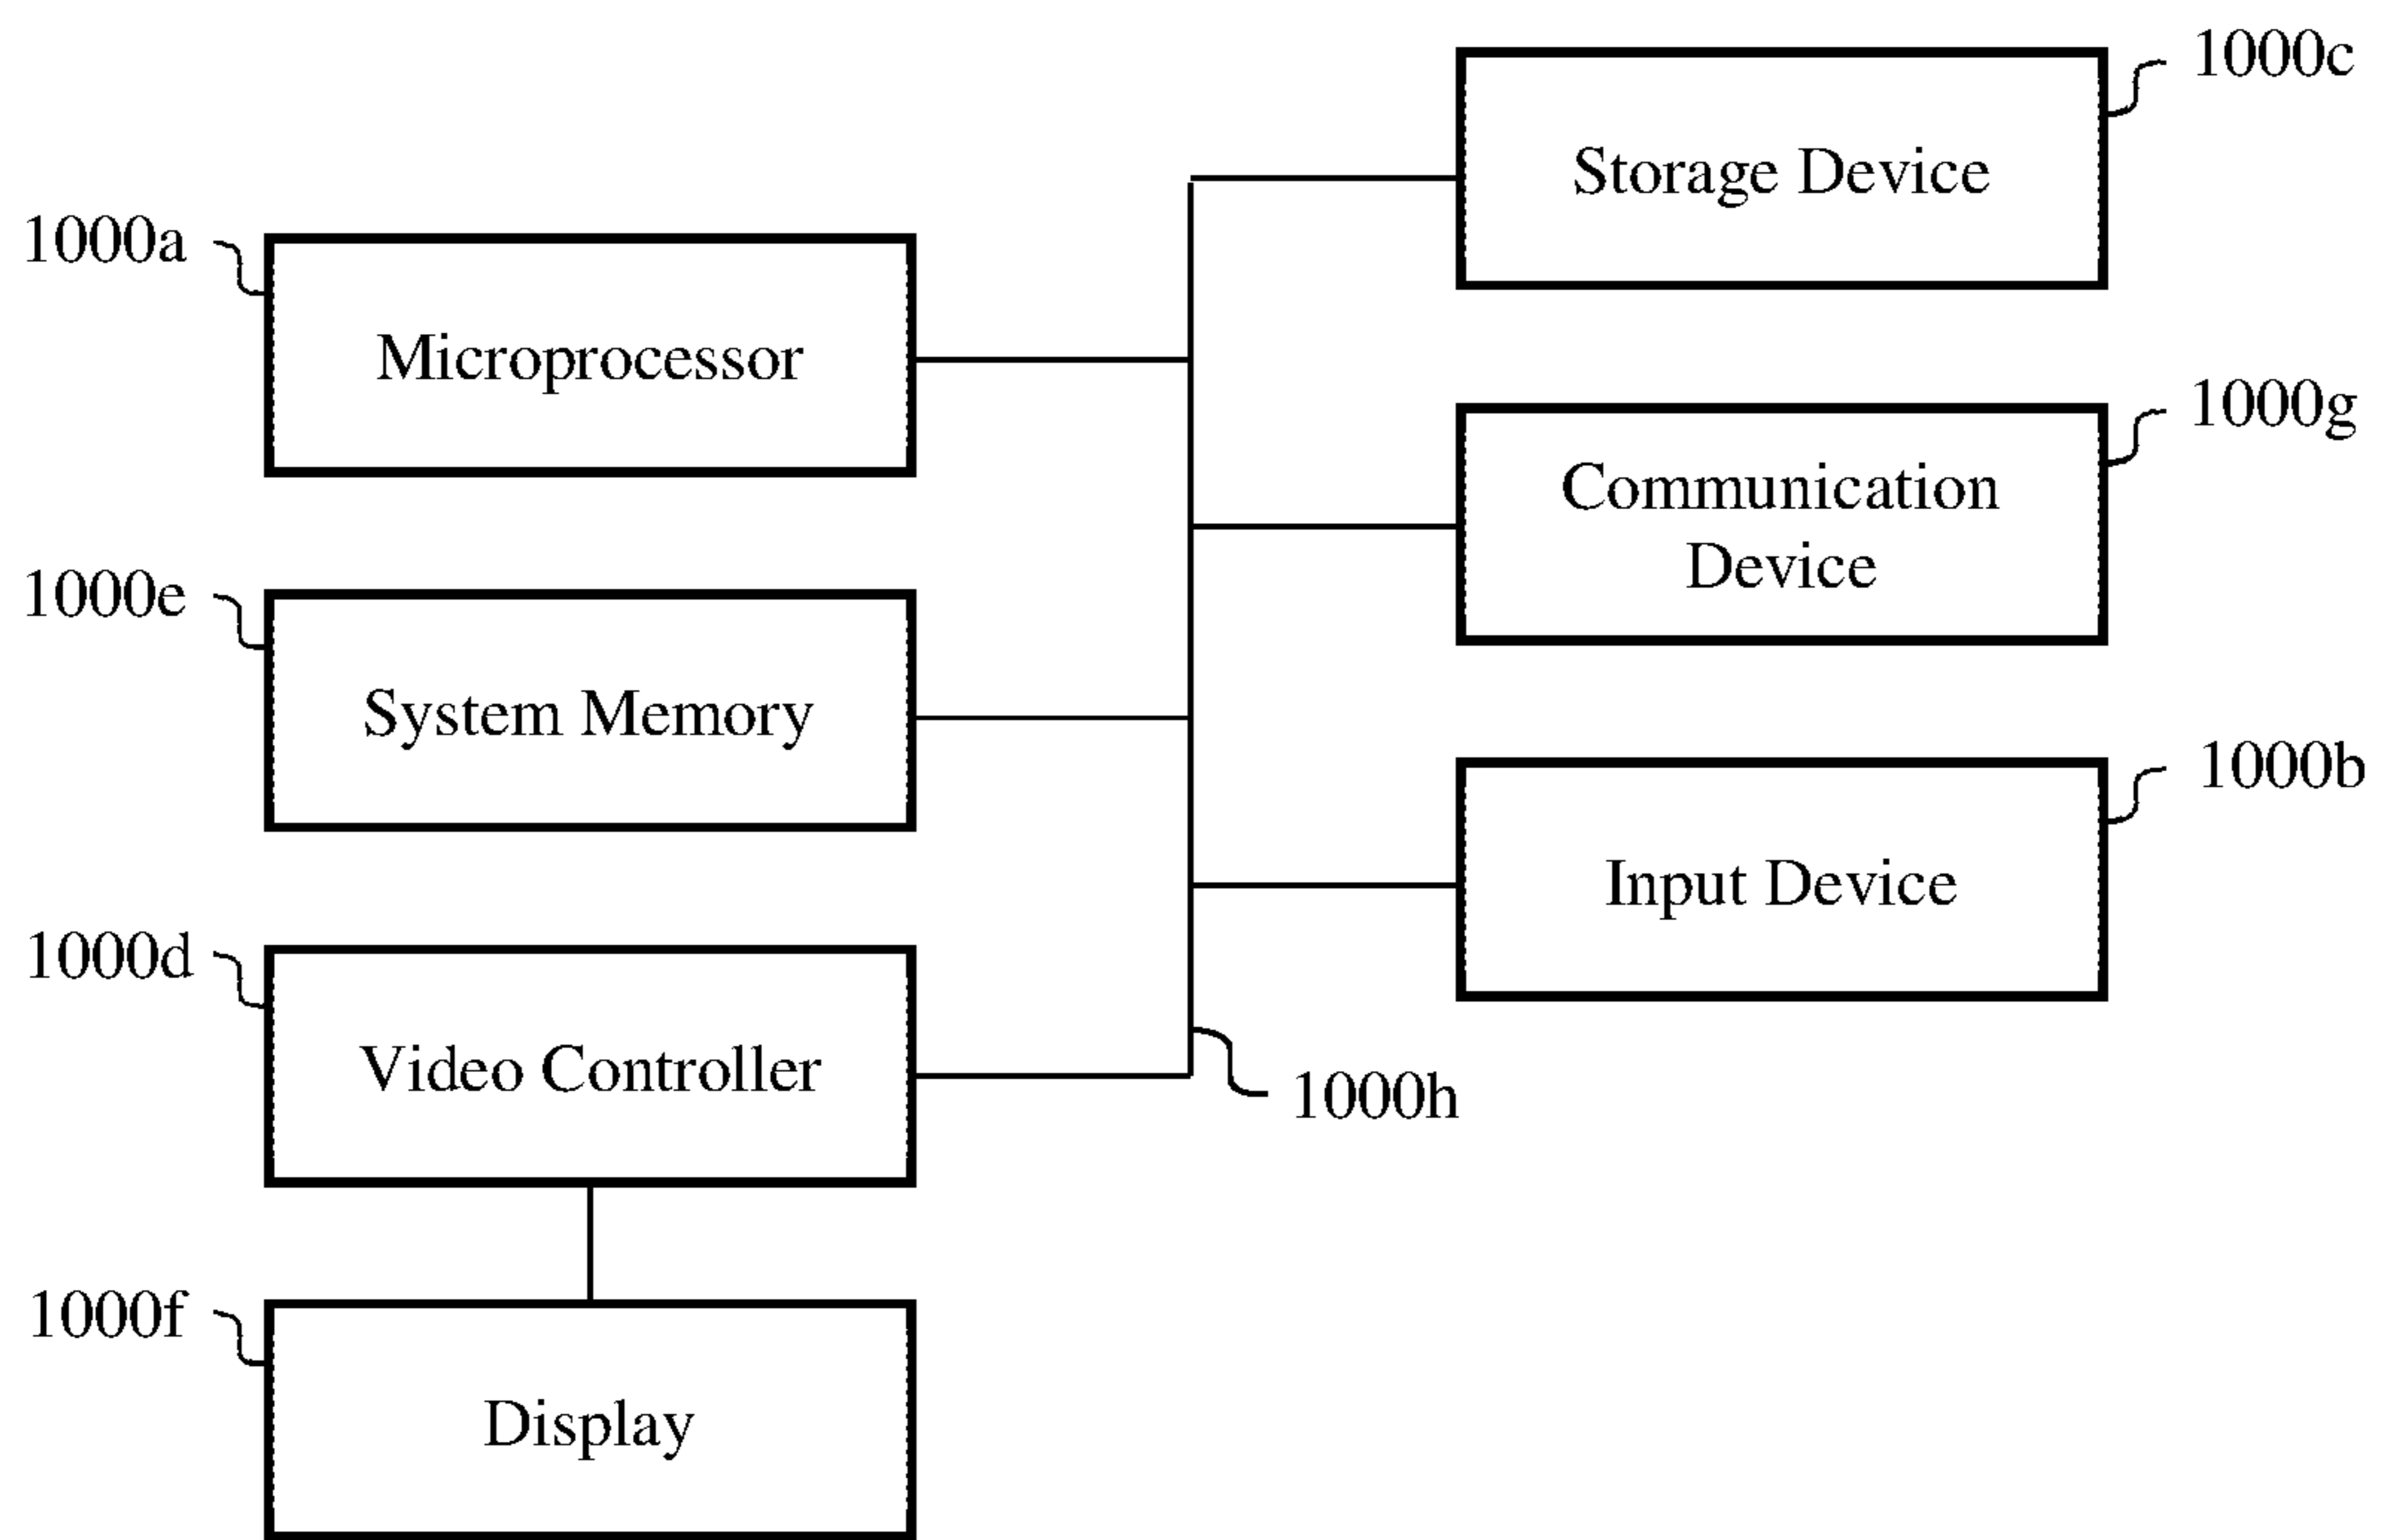 1000c
Storage Device
1000a
Microprocessor
1000g
Communication
Device
1000e
System Memory
1000b
Input Device
1000d
Video Controller
1000h
1000f
Display